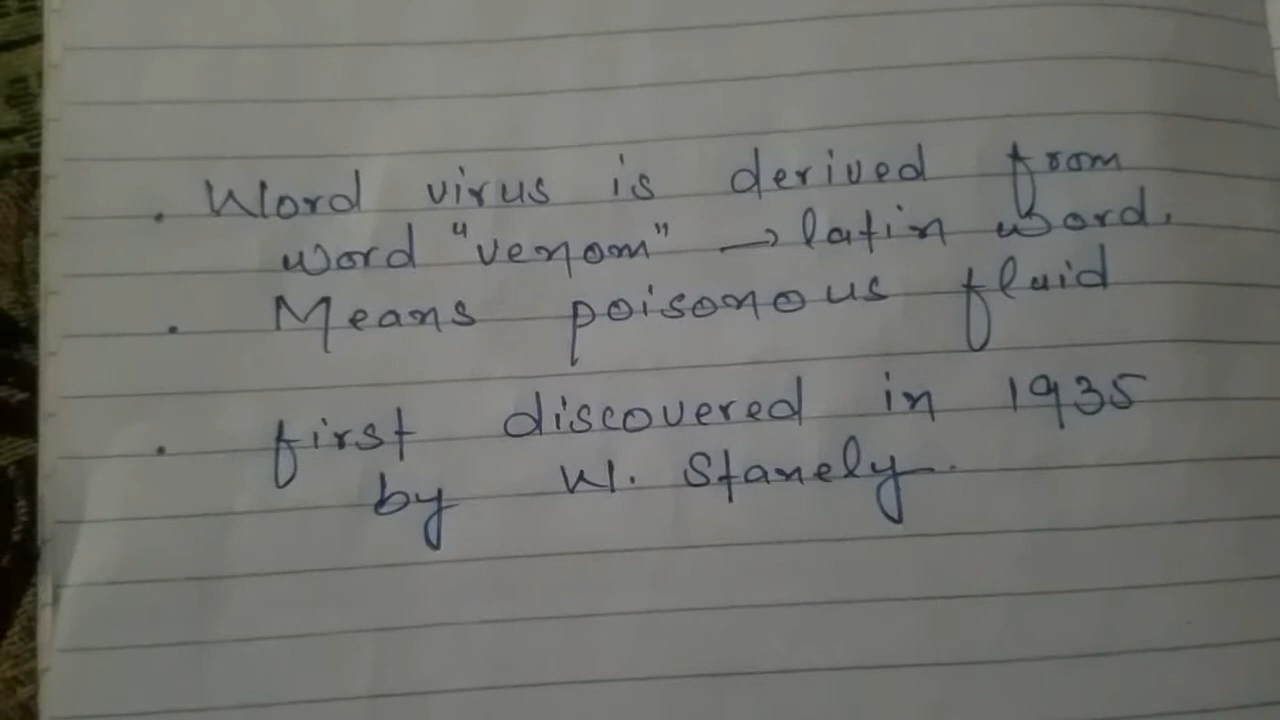 . Word virus is derived from
word "venom" → latin word.
. Means poisonous fluid
. first discovered in 1935
by W. Stanely.